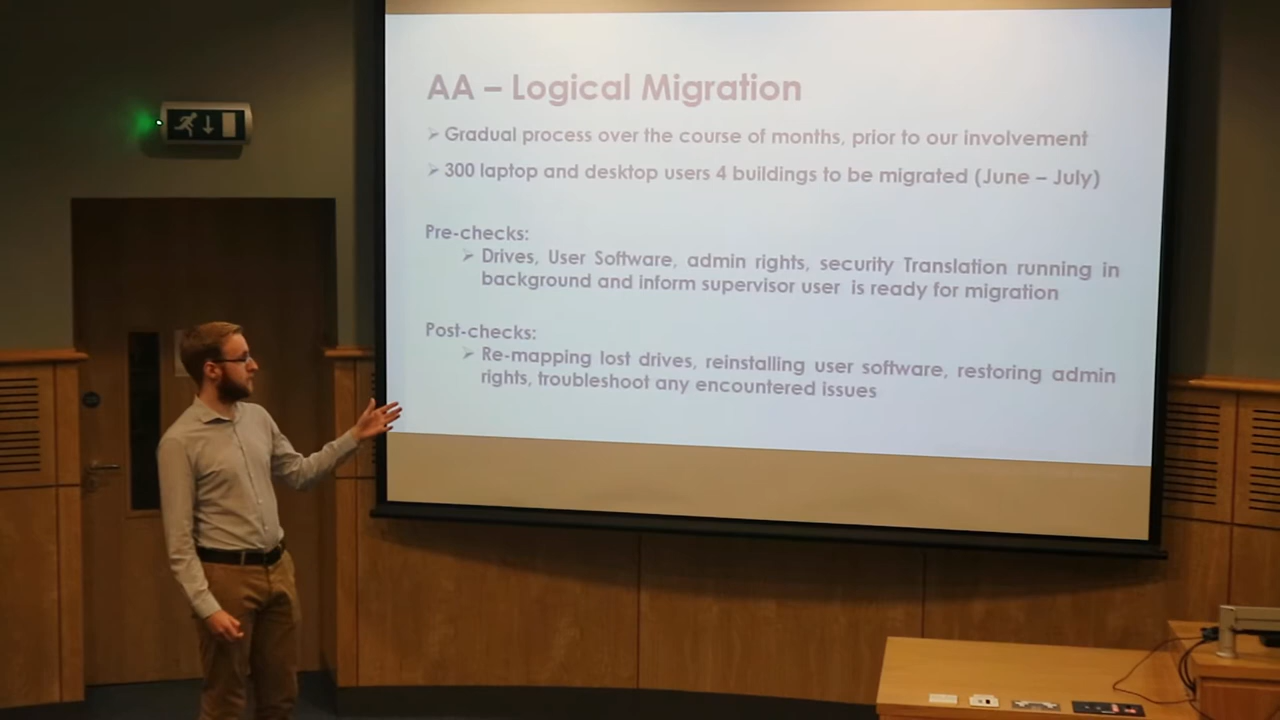 AA – Logical Migration
➢ Gradual process over the course of months, prior to our involvement
➢ 300 laptop and desktop users 4 buildings to be migrated (June – July)
Pre-checks:
➢ Drives, User Software, admin rights, security Translation running in
background and inform supervisor user is ready for migration
Post-checks:
➢ Re-mapping lost drives, reinstalling user software, restoring admin
rights, troubleshoot any encountered issues